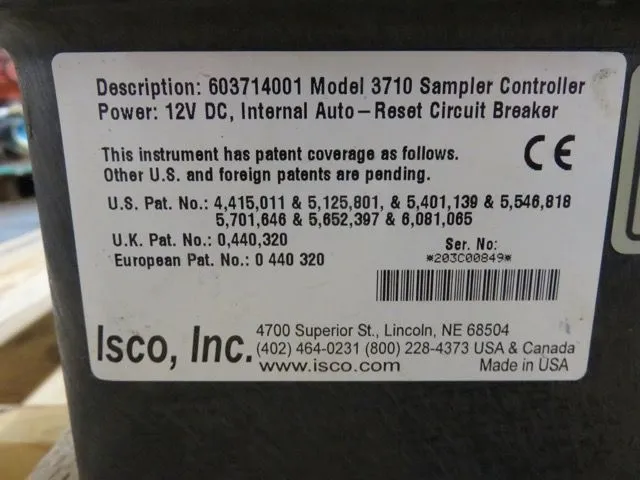 Description: 603714001 Model 3710 Sampler Controller
Power: 12V DC, Internal Auto-Reset Circuit Breaker
This instrument has patent coverage as follows.
Other U.S. and foreign patents are pending.
CE
U.S. Pat. No.: 4,415,011 & 5,125,801, & 5,401,139 & 5,546,818
5,701,646 & 5,652,397 & 6,081,065
U.K. Pat. No.: 0,440,320
European Pat. No.: 0 440 320
Ser. No:
*203C00849*
Isco, Inc.
4700 Superior St., Lincoln, NE 68504
(402) 464-0231 (800) 228-4373 USA & Canada
www.isco.com
Made in USA